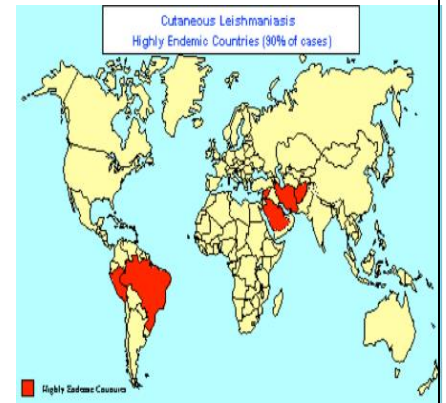 Cutaneous Leishmaniasis
Highly Endemic Countries (90% of cases)
Highly Endemic Countries